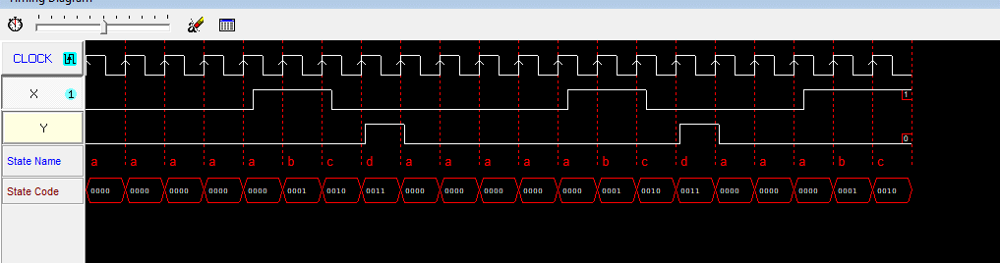 Timing Diagram
CLOCK
X 1 1
Y 0
State Name a a a a a b c d a a a a a b c d a a a b c
State Code 0000 0000 0000 0000 0000 0001 0010 0011 0000 0000 0000 0000 0000 0001 0010 0011 0000 0000 0000 0001 0010